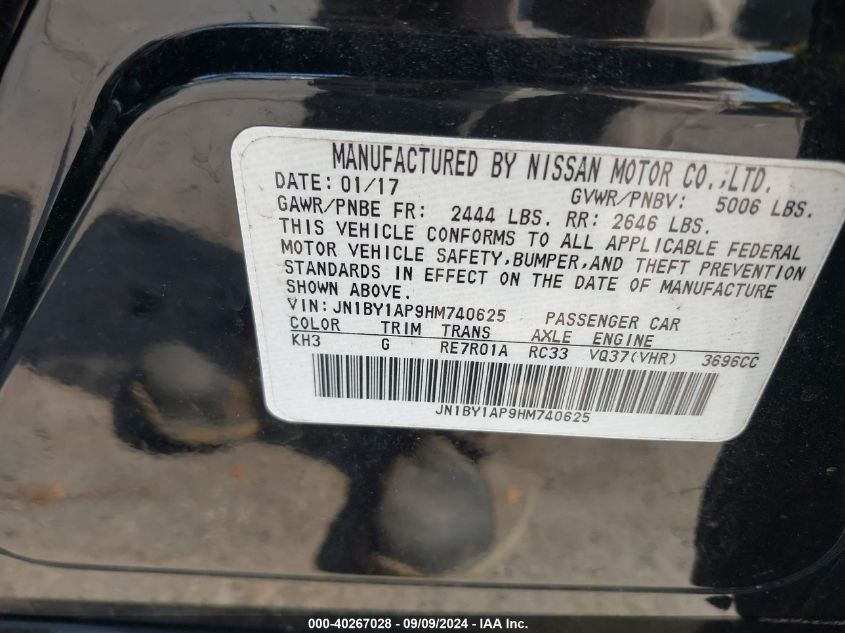 MANUFACTURED BY NISSAN MOTOR CO.,LTD.
DATE: 01/17 GVWR/PNBV: 5006 LBS.
GAWR/PNBE FR: 2444 LBS. RR: 2646 LBS.
THIS VEHICLE CONFORMS TO ALL APPLICABLE FEDERAL
MOTOR VEHICLE SAFETY,BUMPER,AND THEFT PREVENTION
STANDARDS IN EFFECT ON THE DATE OF MANUFACTURE
SHOWN ABOVE.
VIN: JN1BY1AP9HM740625 PASSENGER CAR
COLOR TRIM TRANS AXLE ENGINE
KH3 G RE7R01A RC33 VQ37(VHR) 3696CC
JN1BY1AP9HM740625
000-40267028 - 09/09/2024 - IAA Inc.